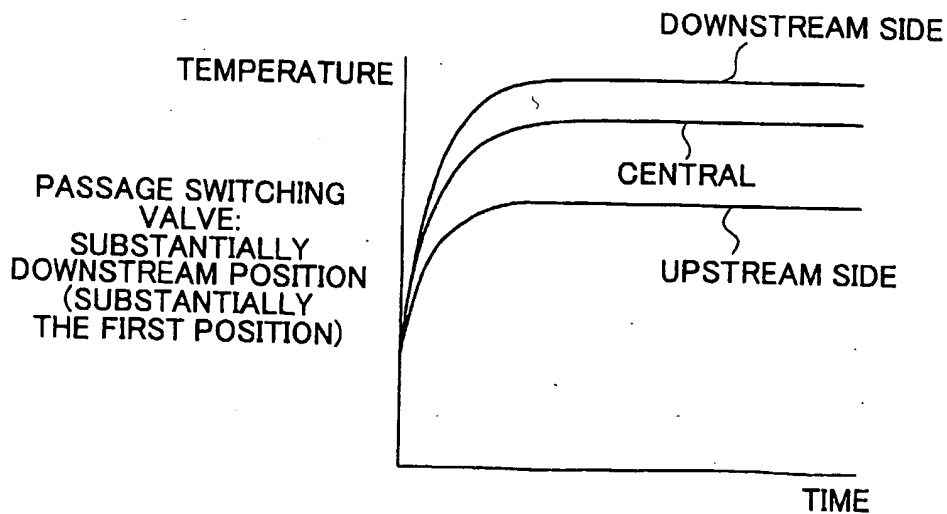 DOWNSTREAM SIDE
TEMPERATURE
CENTRAL
PASSAGE SWITCHING
VALVE:
SUBSTANTIALLY
DOWNSTREAM POSITION
(SUBSTANTIALLY
THE FIRST POSITION)
UPSTREAM SIDE
TIME